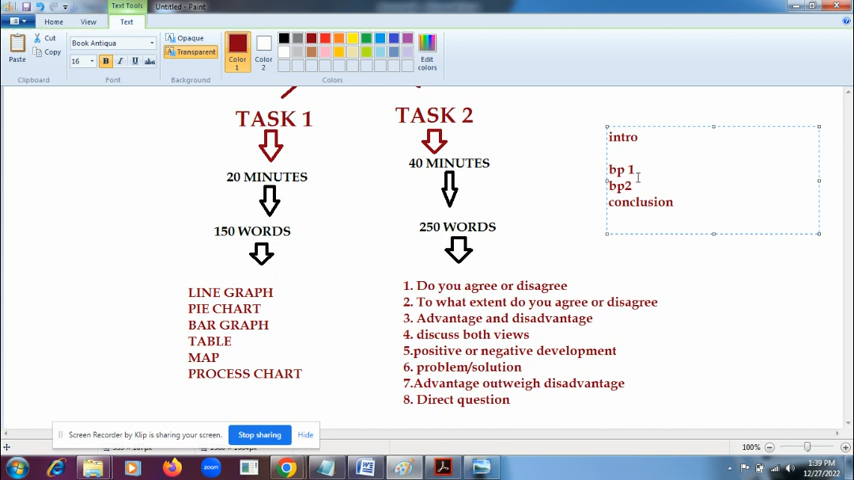 Text Tools
Untitled - Paint
Home
View
Text
Paste
Cut
Copy
Clipboard
Book Antiqua
16
B
I
U
abc
Font
Opaque
Transparent
Background
Color 1
Color 2
Edit colors
Colors
TASK 1
20 MINUTES
150 WORDS
LINE GRAPH
PIE CHART
BAR GRAPH
TABLE
MAP
PROCESS CHART
TASK 2
40 MINUTES
250 WORDS
1. Do you agree or disagree
2. To what extent do you agree or disagree
3. Advantage and disadvantage
4. discuss both views
5.positive or negative development
6. problem/solution
7.Advantage outweigh disadvantage
8. Direct question
intro
bp 1
bp2
conclusion
Screen Recorder by Klip is sharing your screen.
Stop sharing
Hide
100%
zoom
1:39 PM
12/27/2022